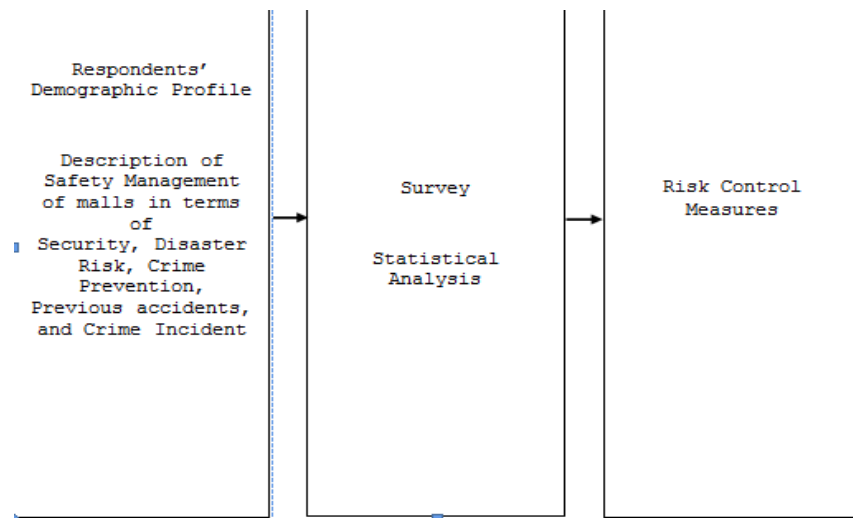 Respondents’
Demographic Profile
Description of
Safety Management
of malls in terms
of
Security, Disaster
Risk, Crime
Prevention,
Previous accidents,
and Crime Incident
Survey
Statistical
Analysis
Risk Control
Measures